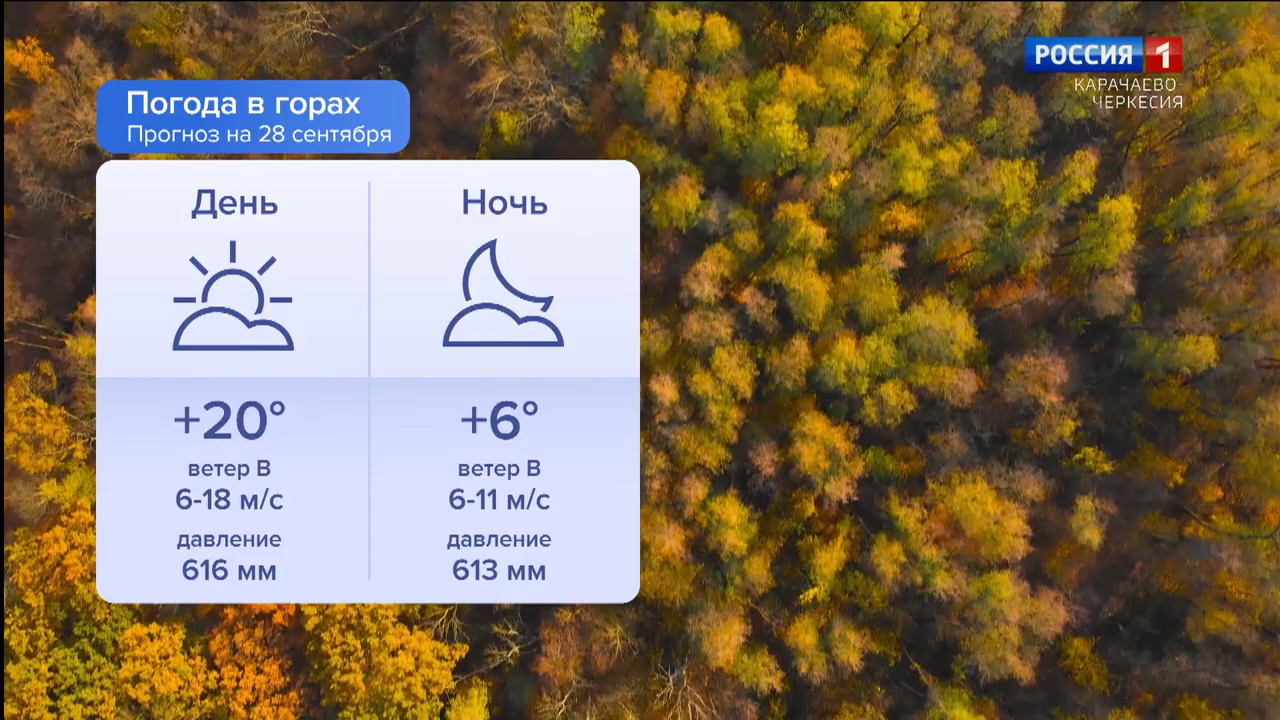 РОССИЯ 1
КАРАЧАЕВО-
ЧЕРКЕСИЯ
Погода в горах
Прогноз на 28 сентября
День
Ночь
+20°
+6°
ветер В
ветер В
6-18 м/с
6-11 м/с
давление
давление
616 мм
613 мм